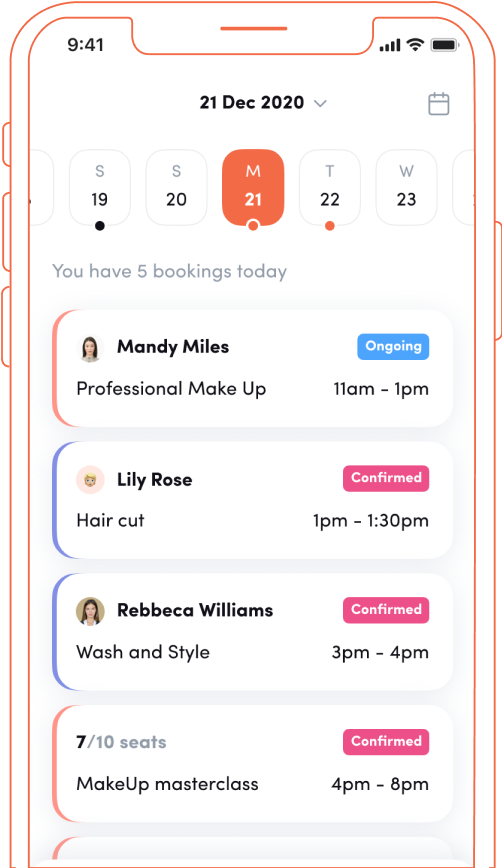 9:41
21 Dec 2020
S S M T W
19 20 21 22 23
You have 5 bookings today
Mandy Miles Ongoing
Professional Make Up 11am - 1pm
Lily Rose Confirmed
Hair cut 1pm - 1:30pm
Rebbeca Williams Confirmed
Wash and Style 3pm - 4pm
7/10 seats Confirmed
MakeUp masterclass 4pm - 8pm